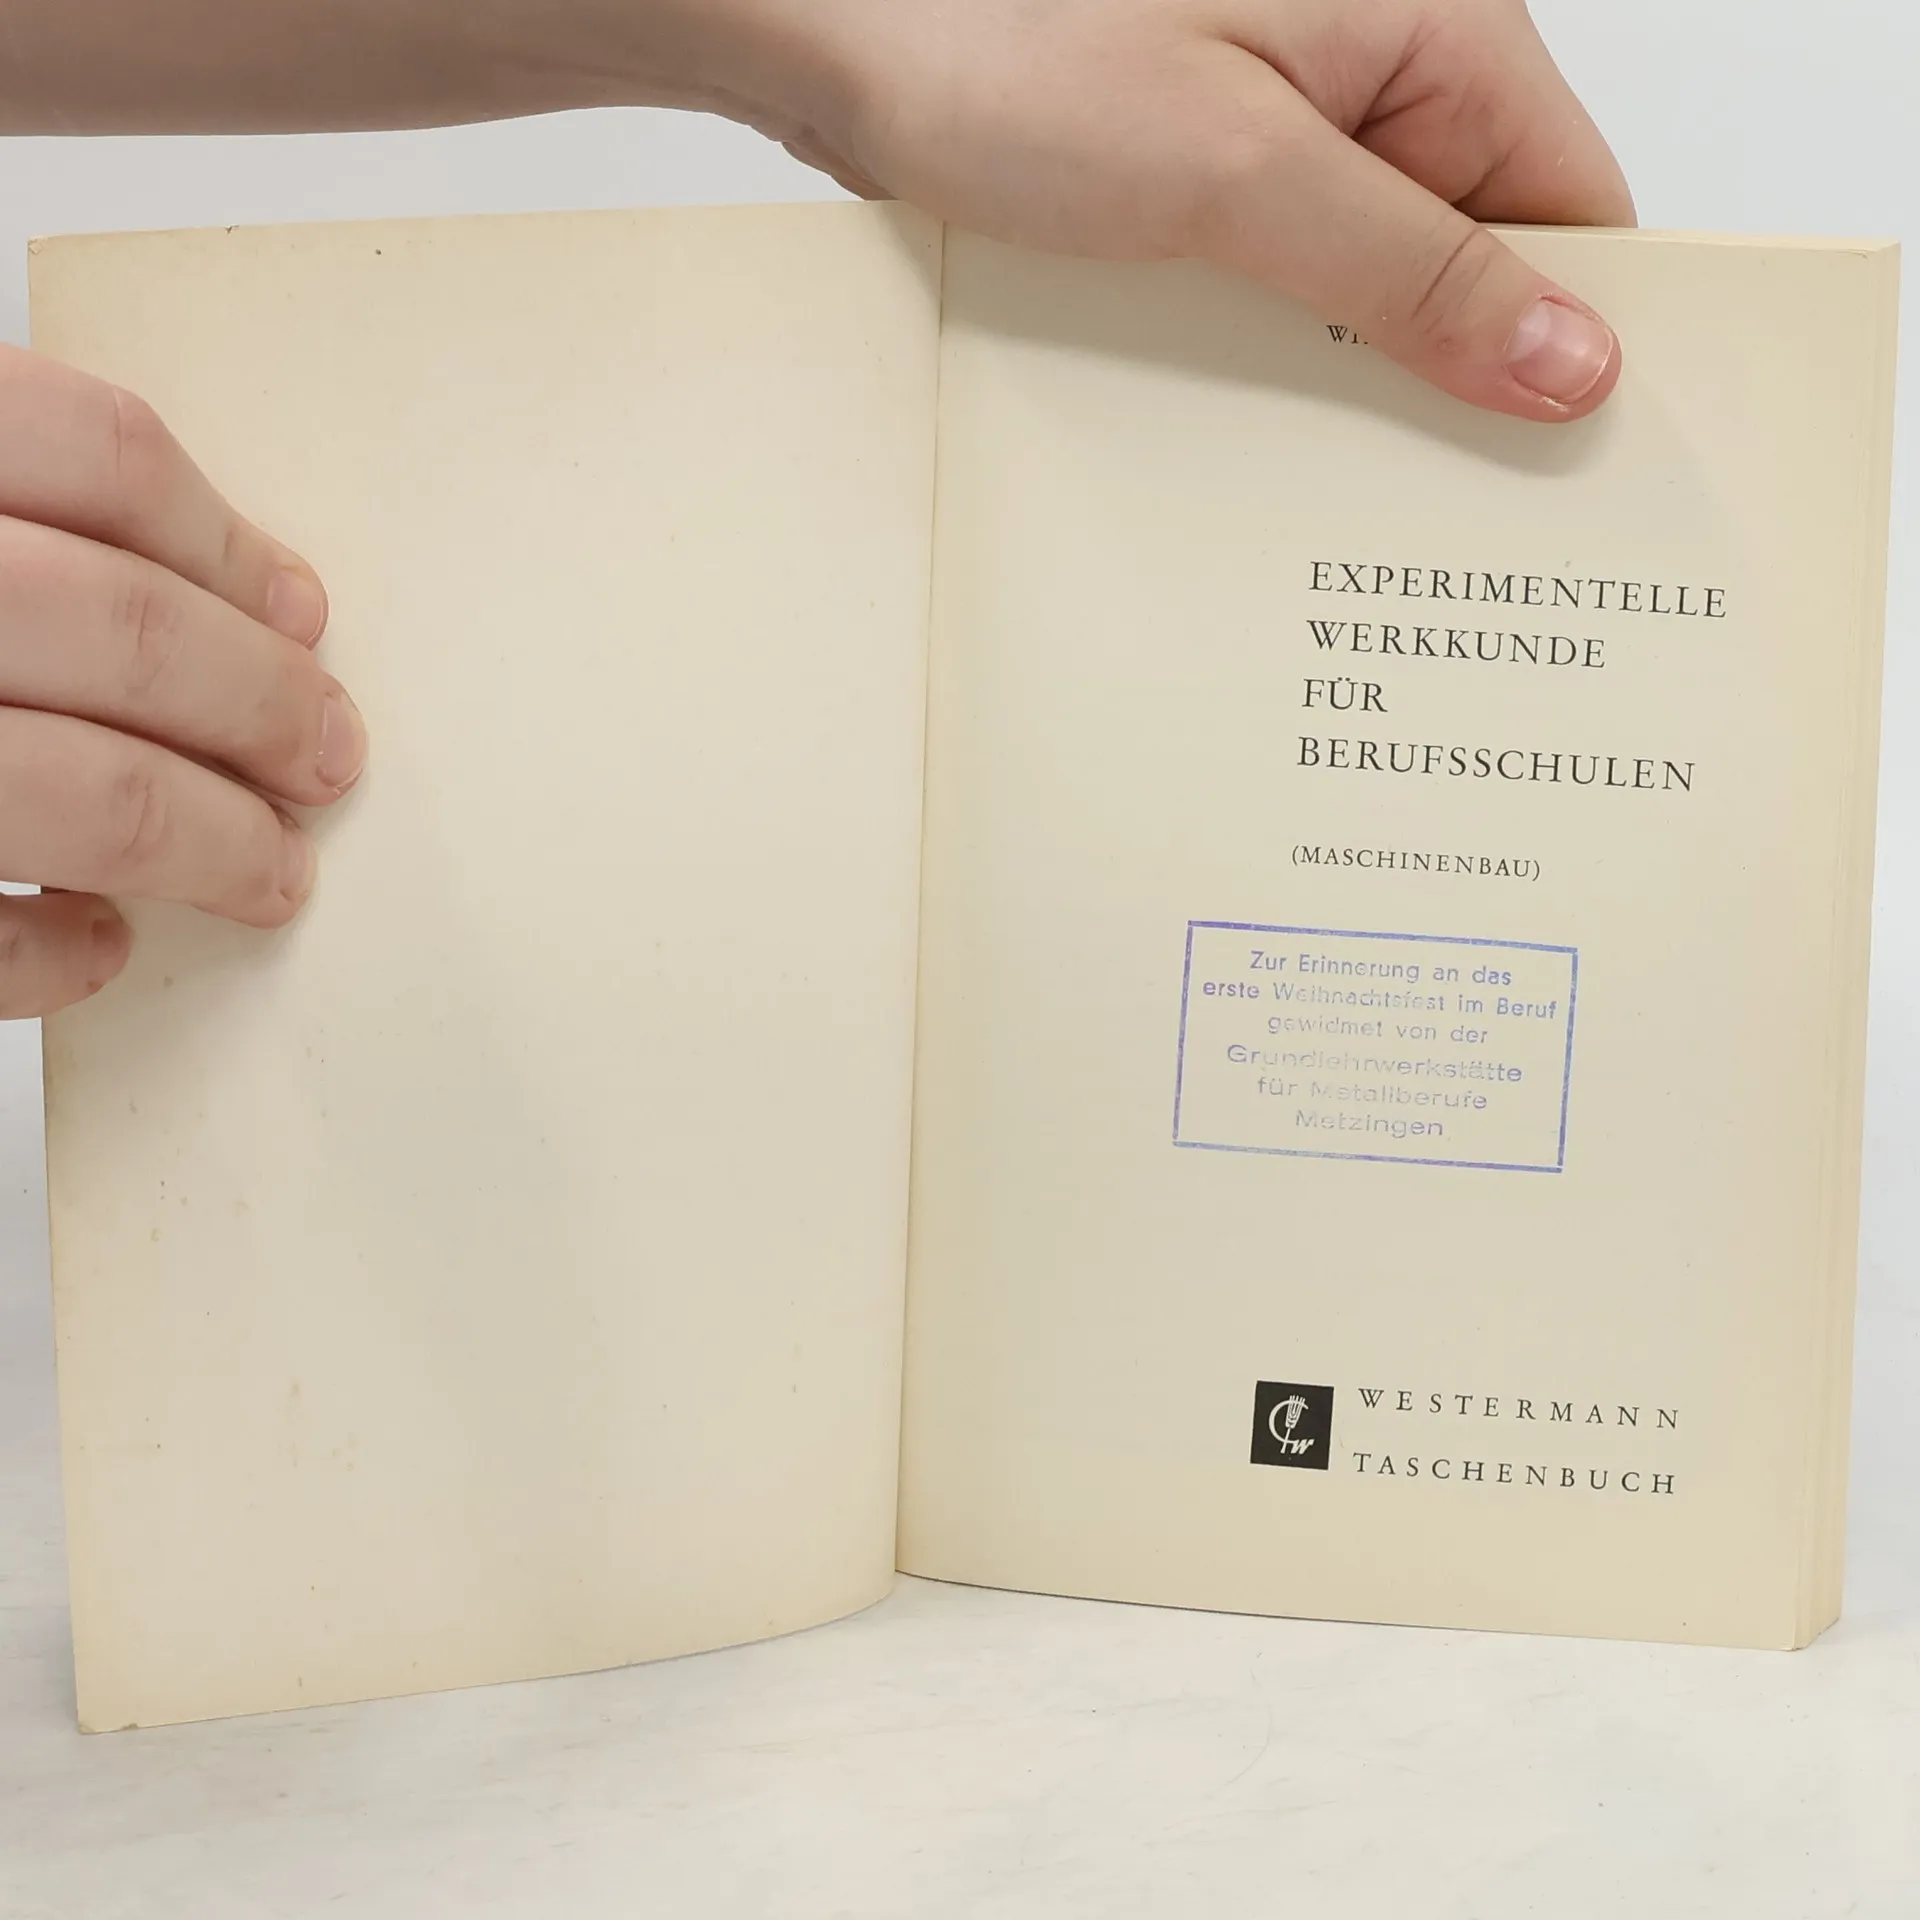 EXPERIMENTELLE
WERKKUNDE
FÜR
BERUFSSCHULEN
(MASCHINENBAU)
Zur Erinnerung an das
erste Weihnachtsfest im Beruf
gewidmet von der
Grundlehrwerkstätte
für Metallberufe
Metzingen
WESTERMANN
TASCHENBUCH